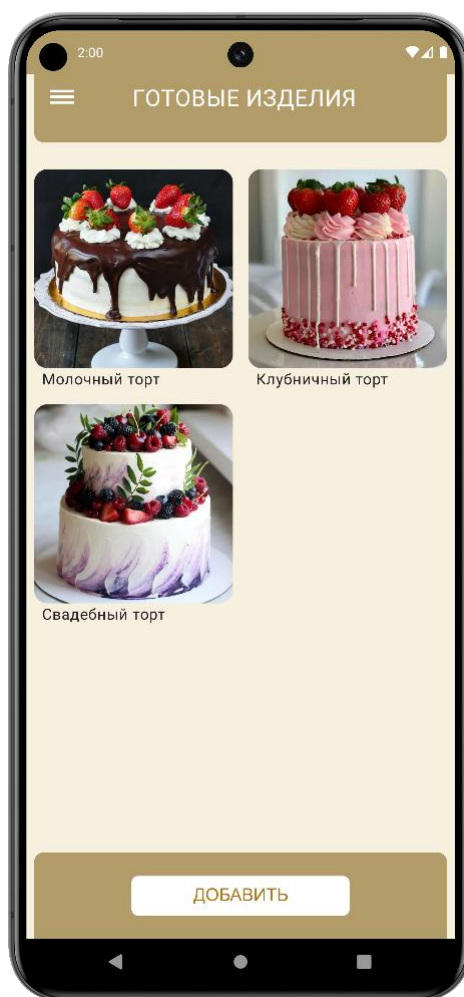 2:00
ГОТОВЫЕ ИЗДЕЛИЯ
Молочный торт
Клубничный торт
Свадебный торт
ДОБАВИТЬ